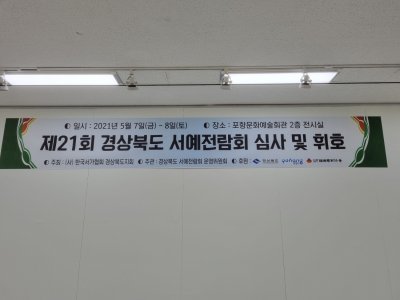 ◐ 일시 : 2021년 5월 7일(금) ~ 8일(토) ◐ 장소 : 포항문화예술회관 2층 전시실
제21회 경상북도 서예전람회 심사 및 휘호
◐ 주최 : (사) 한국서가협회 경상북도지회 ◐ 주관 : 경상북도 서예전람회 운영위원회 ◐ 후원 : 경상북도